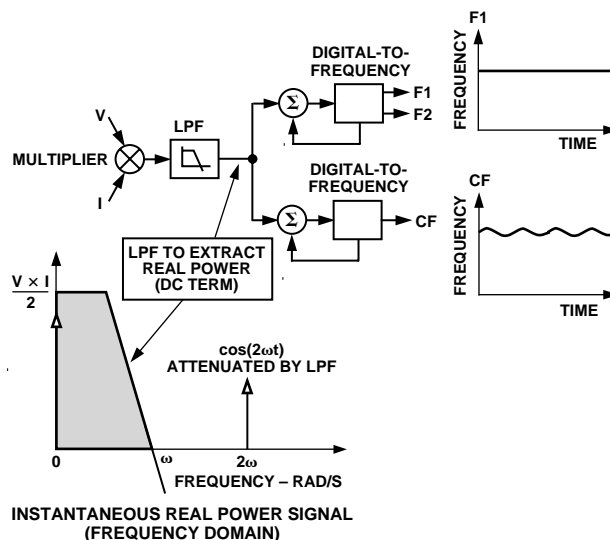 F1
DIGITAL-TO-
FREQUENCY
F1
F2
Σ
FREQUENCY
TIME
V
LPF
MULTIPLIER
I
DIGITAL-TO-
FREQUENCY
Σ
CF
CF
FREQUENCY
TIME
LPF TO EXTRACT
REAL POWER
(DC TERM)
V × I
2
cos(2ωt)
ATTENUATED BY LPF
0
ω
2ω
FREQUENCY – RAD/S
INSTANTANEOUS REAL POWER SIGNAL
(FREQUENCY DOMAIN)